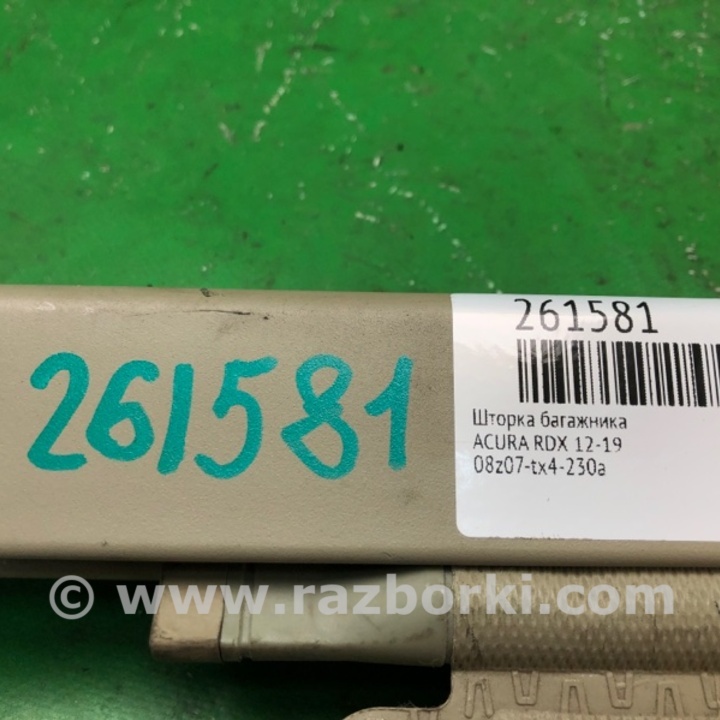 261581
261581
Шторка багажника
ACURA RDX 12-19
08z07-tx4-230a
© www.razborki.com